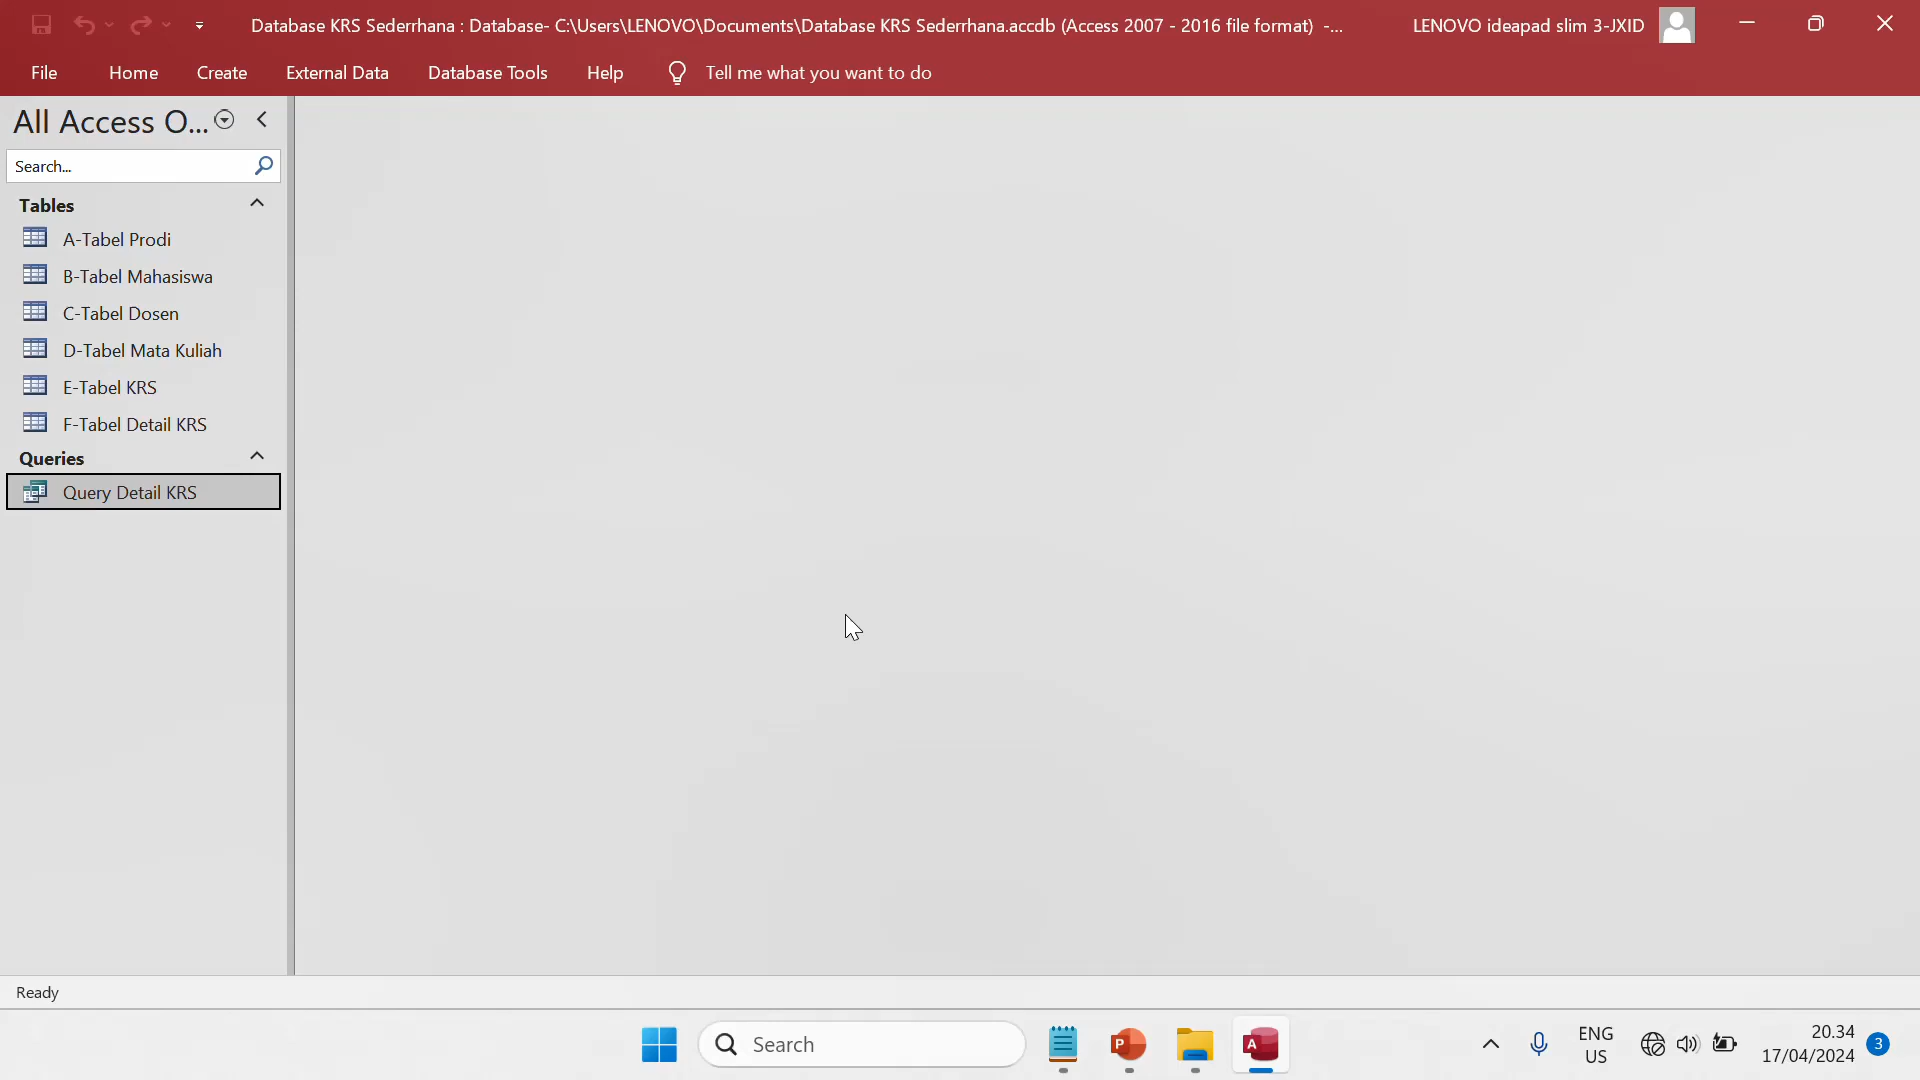 Database KRS Sederrhana : Database- C:\Users\LENOVO\Documents\Database KRS Sederrhana.accdb (Access 2007 - 2016 file format) -...
LENOVO ideapad slim 3-JXID
File Home Create External Data Database Tools Help Tell me what you want to do
All Access O...
Search...
Tables
A-Tabel Prodi
B-Tabel Mahasiswa
C-Tabel Dosen
D-Tabel Mata Kuliah
E-Tabel KRS
F-Tabel Detail KRS
Queries
Query Detail KRS
Ready
Search
P
A
ENG
US
20.34
17/04/2024
3